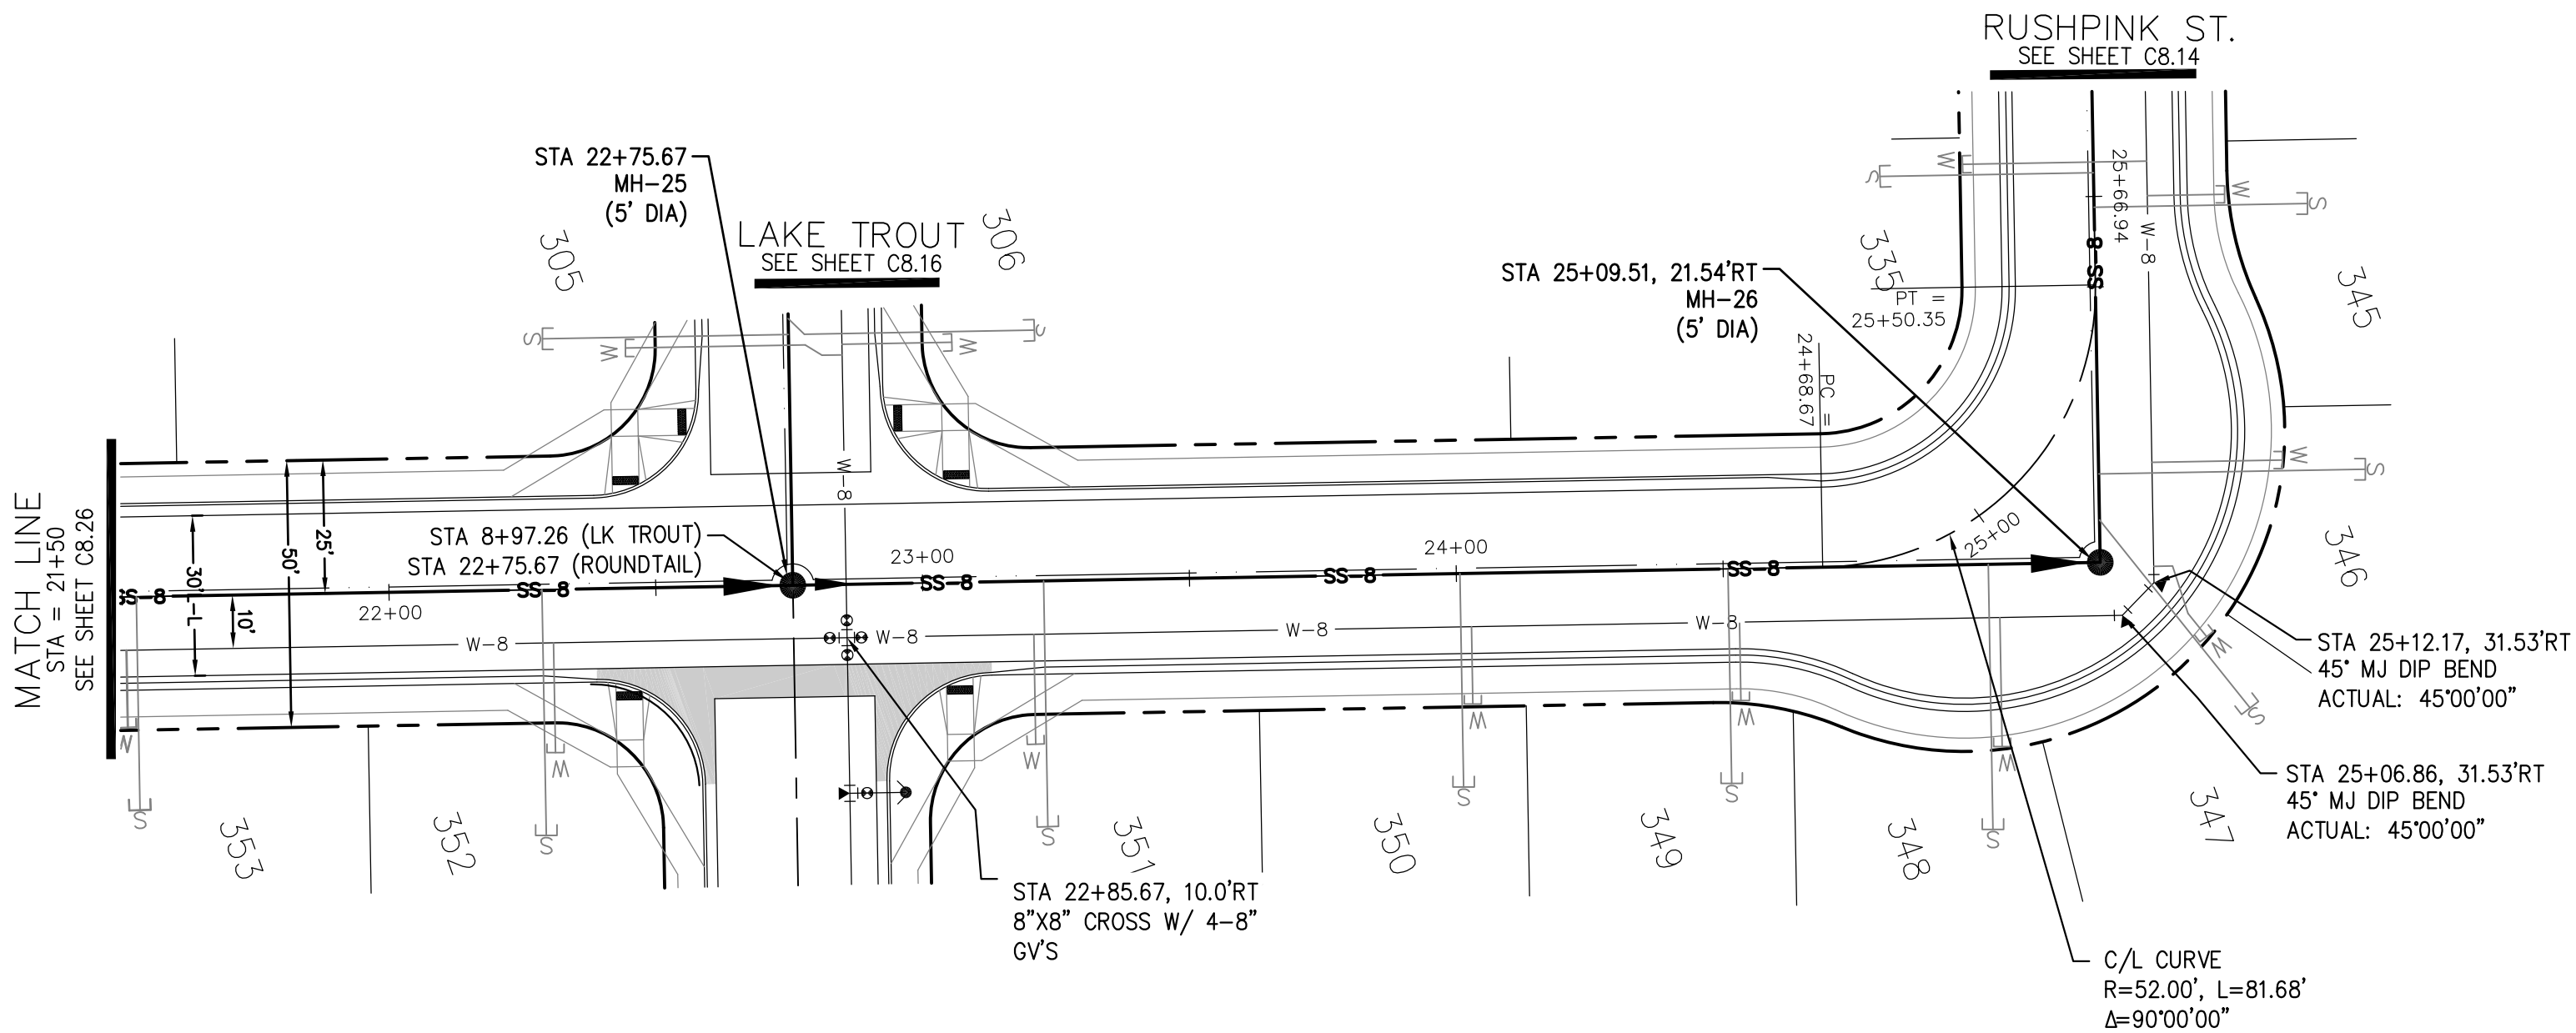 RUSHPINK ST.
SEE SHEET C8.14
STA 22+75.67
MH-25
(5' DIA)
LAKE TROUT
SEE SHEET C8.16
305
306
S
W
W
S
STA 25+09.51, 21.54'RT
MH-26
(5' DIA)
S
W
W
S
25+66.94
W-8
SS-8
335
345
PT =
25+50.35
PC =
24+68.67
W
S
MATCH LINE
STA = 21+50
SEE SHEET C8.26
50'
25'
30' L-L
10'
W-8
STA 8+97.26 (LK TROUT)
STA 22+75.67 (ROUNDTAIL)
SS-8
22+00
SS-8
23+00
SS-8
24+00
SS-8
SS-8
25+00
W-8
W-8
W-8
W-8
346
STA 25+12.17, 31.53'RT
45° MJ DIP BEND
ACTUAL: 45°00'00"
W
S
STA 25+06.86, 31.53'RT
45° MJ DIP BEND
ACTUAL: 45°00'00"
W
S
W
S
W
S
W
S
W
S
W
S
353
352
351
350
349
348
347
STA 22+85.67, 10.0'RT
8"X8" CROSS W/ 4-8"
GV'S
C/L CURVE
R=52.00', L=81.68'
Δ=90°00'00"